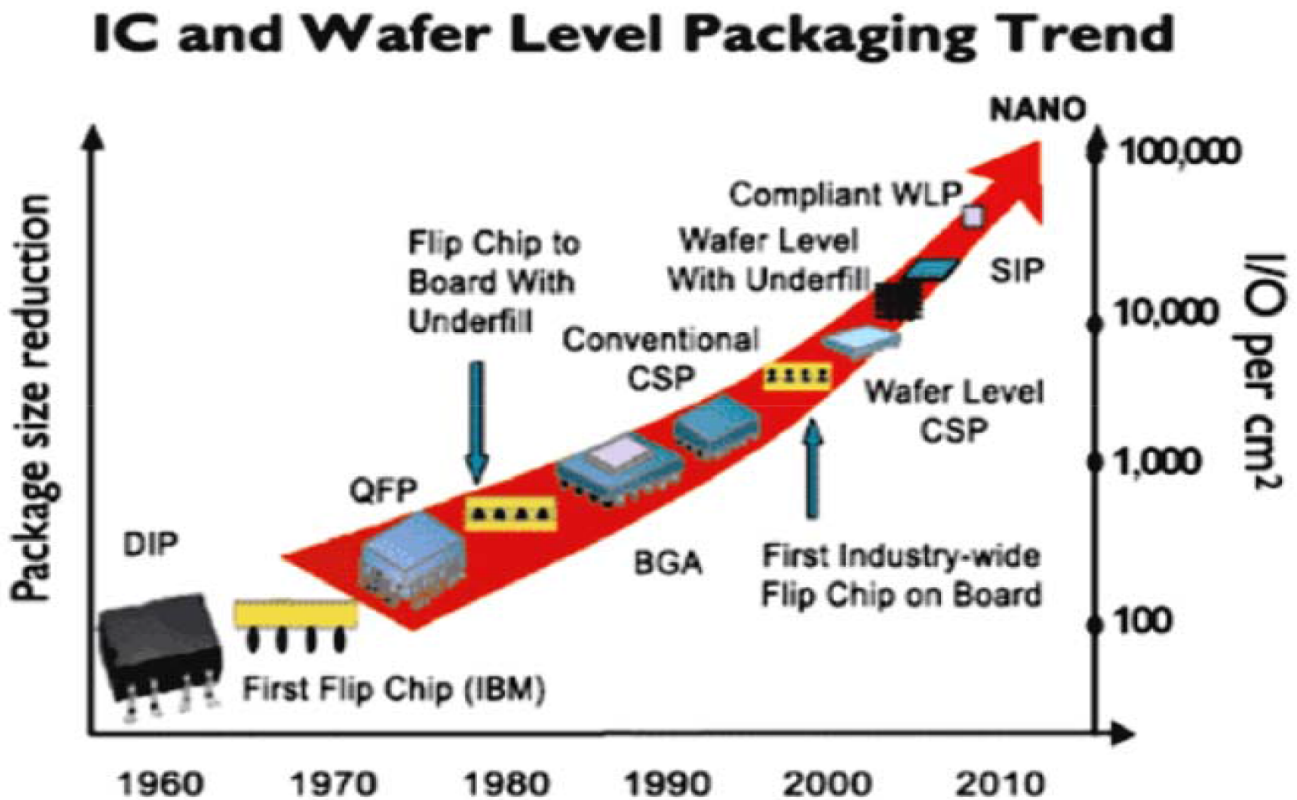 IC and Wafer Level Packaging Trend
NANO
100,000
Compliant WLP
Flip Chip to
Board With
Underfill
Wafer Level
With Underfill
SIP
10,000
Conventional
CSP
Wafer Level
CSP
1,000
QFP
DIP
BGA
First Industry-wide
Flip Chip on Board
100
First Flip Chip (IBM)
Package size reduction
I/O per cm²
1960 1970 1980 1990 2000 2010